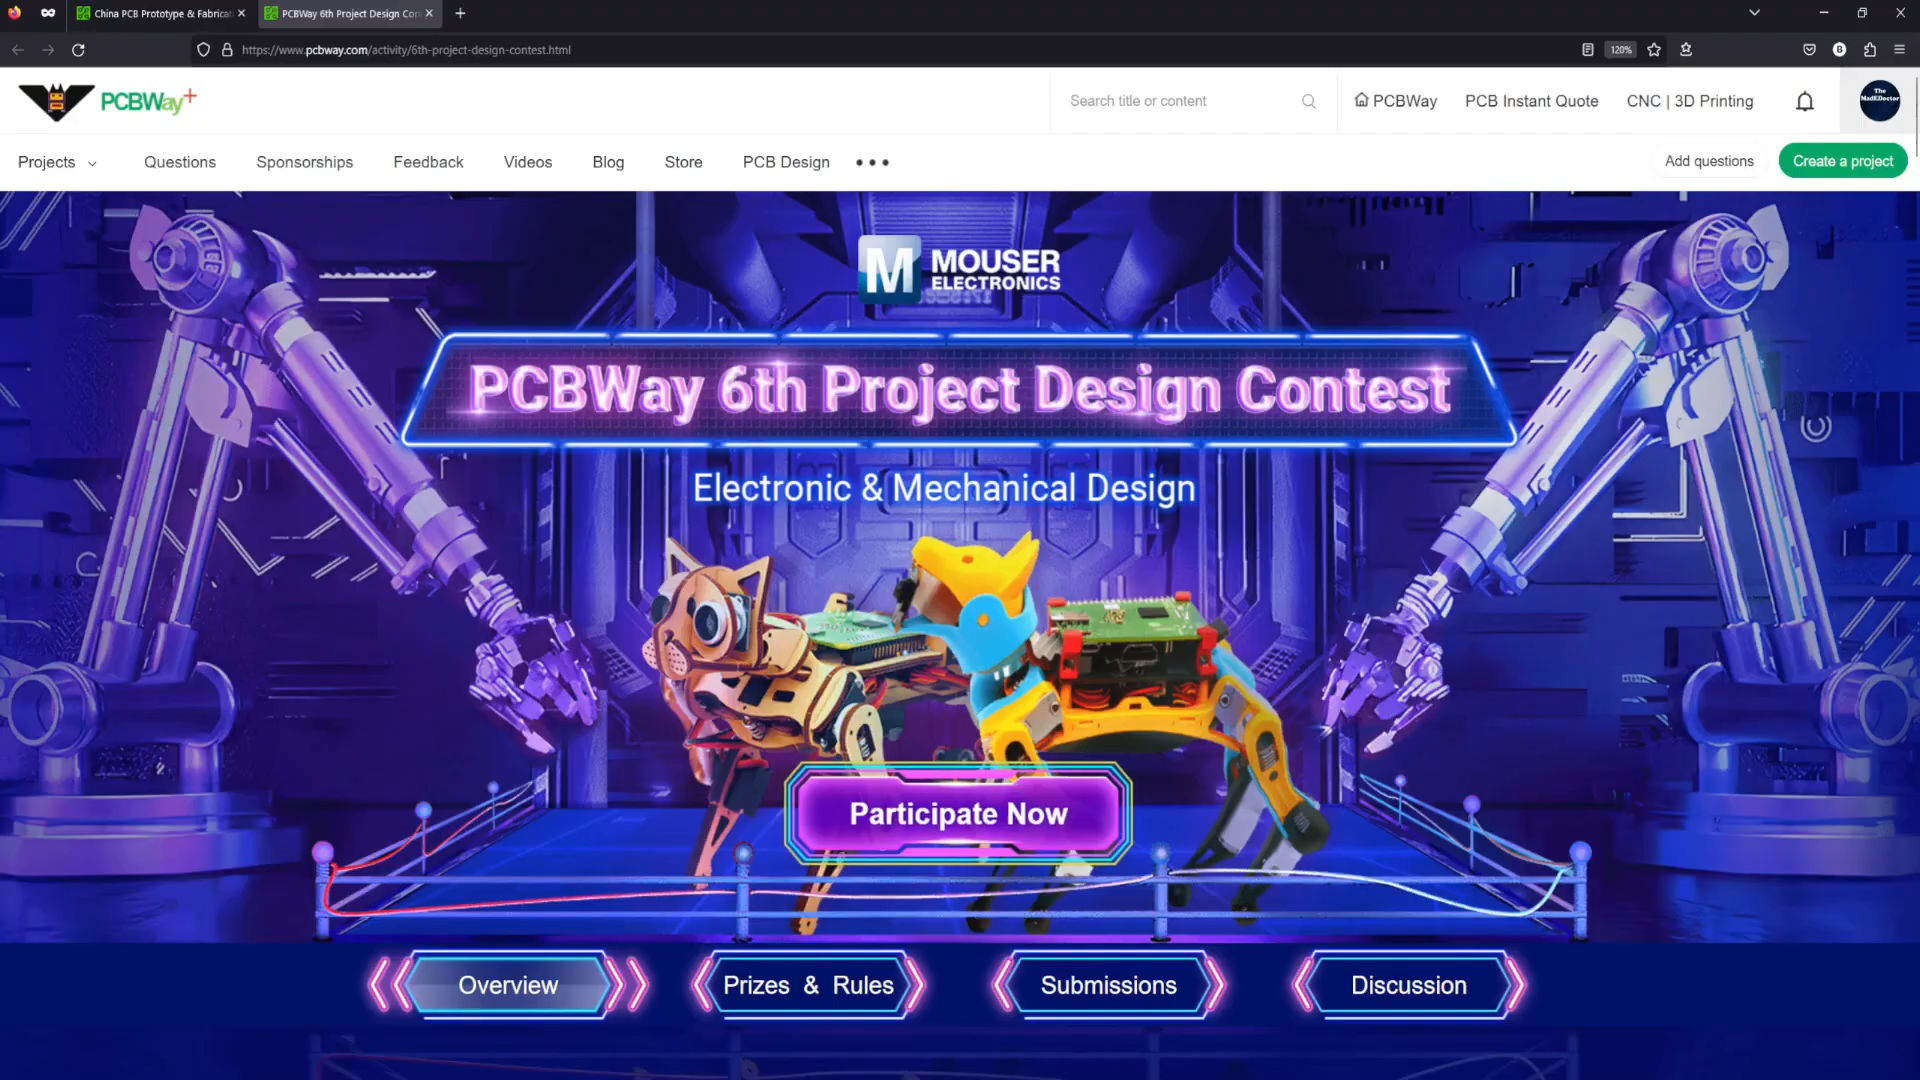 China PCB Prototype & Fabricat
PCBWay 6th Project Design Con
https://www.pcbway.com/activity/6th-project-design-contest.html
120%
B
PCBWay+
Search title or content
PCBWay
PCB Instant Quote
CNC | 3D Printing
The
MadEDoctor
Projects
Questions
Sponsorships
Feedback
Videos
Blog
Store
PCB Design
Add questions
Create a project
M MOUSER
ELECTRONICS
PCBWay 6th Project Design Contest
Electronic & Mechanical Design
Participate Now
Overview
Prizes & Rules
Submissions
Discussion